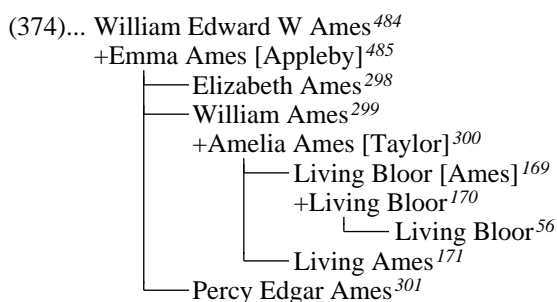 (374)... William Edward W Ames484
+Emma Ames [Appleby]485
Elizabeth Ames298
William Ames299
+Amelia Ames [Taylor]300
Living Bloor [Ames]169
+Living Bloor170
Living Bloor56
Living Ames171
Percy Edgar Ames301